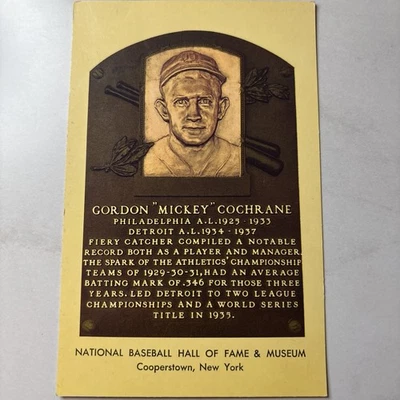 GORDON "MICKEY" COCHRANE
PHILADELPHIA A.L. 1925 - 1933
DETROIT A.L. 1934 - 1937
FIERY CATCHER COMPILED A NOTABLE
RECORD BOTH AS A PLAYER AND MANAGER.
THE SPARK OF THE ATHLETICS' CHAMPIONSHIP
TEAMS OF 1929-30-31, HAD AN AVERAGE
BATTING MARK OF .346 FOR THOSE THREE
YEARS. LED DETROIT TO TWO LEAGUE
CHAMPIONSHIPS AND A WORLD SERIES
TITLE IN 1935.
NATIONAL BASEBALL HALL OF FAME & MUSEUM
Cooperstown, New York